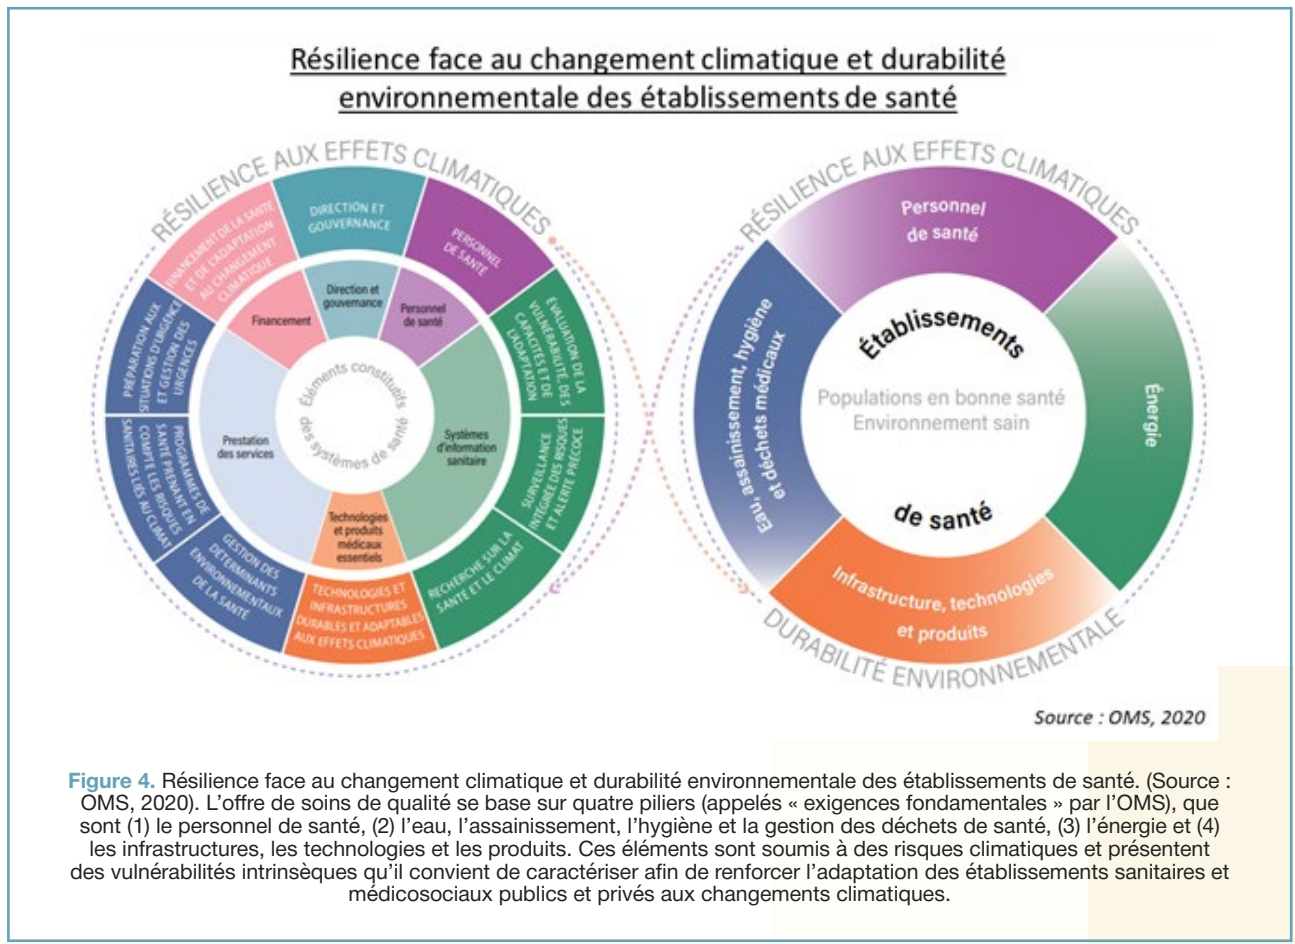 Résilience face au changement climatique et durabilité
environnementale des établissements de santé
RÉSILIENCE AUX EFFETS CLIMATIQUES
FINANCEMENT DE LA SANTÉ
ET DE L'ADAPTATION
AU CHANGEMENT
CLIMATIQUE
DIRECTION ET
GOUVERNANCE
PERSONNEL
DE SANTÉ
ÉVALUATION DE LA
VULNÉRABILITÉ, DES
CAPACITÉS ET DE
L'ADAPTATION
SURVEILLANCE
INTÉGRÉE DES RISQUES
ET ALERTE PRÉCOCE
RECHERCHE SUR LA
SANTÉ ET LE CLIMAT
TECHNOLOGIES ET
INFRASTRUCTURES
DURABLES ET ADAPTABLES
AUX EFFETS CLIMATIQUES
GESTION DES
DÉTERMINANTS
ENVIRONNEMENTAUX
DE LA SANTÉ
PROGRAMMES DE
SANTÉ PRENANT EN
COMPTE LES RISQUES
SANITAIRES LIÉS AU CLIMAT
PRÉPARATION AUX
SITUATIONS D'URGENCE
ET GESTION DES
URGENCES
Financement
Direction et
gouvernance
Personnel
de santé
Systèmes
d'information
sanitaire
Technologies
et produits
médicaux
essentiels
Prestation
des services
Éléments constitutifs
des systèmes de santé
RÉSILIENCE AUX EFFETS CLIMATIQUES
Personnel
de santé
Énergie
Infrastructure, technologies
et produits
Eau, assainissement, hygiène
et déchets médicaux
Établissements
Populations en bonne santé
Environnement sain
de santé
DURABILITÉ ENVIRONNEMENTALE
Source : OMS, 2020
Figure 4. Résilience face au changement climatique et durabilité environnementale des établissements de santé. (Source :
OMS, 2020). L'offre de soins de qualité se base sur quatre piliers (appelés « exigences fondamentales » par l'OMS), que
sont (1) le personnel de santé, (2) l'eau, l'assainissement, l'hygiène et la gestion des déchets de santé, (3) l'énergie et (4)
les infrastructures, les technologies et les produits. Ces éléments sont soumis à des risques climatiques et présentent
des vulnérabilités intrinsèques qu'il convient de caractériser afin de renforcer l'adaptation des établissements sanitaires et
médicosociaux publics et privés aux changements climatiques.